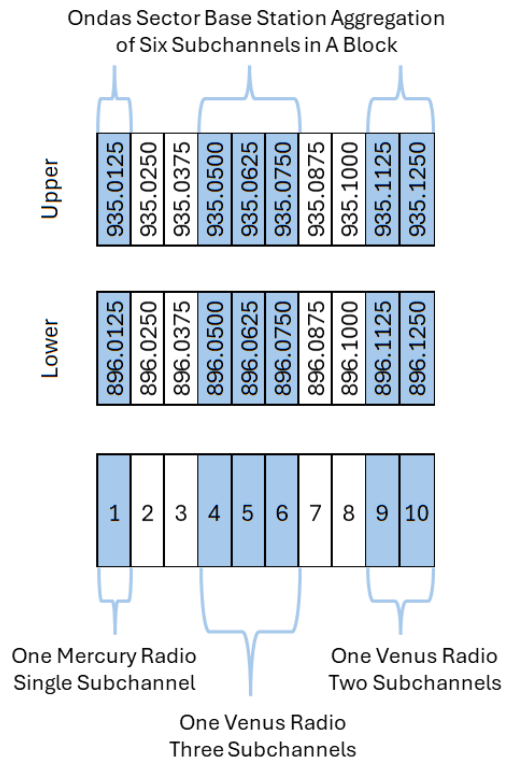 Ondas Sector Base Station Aggregation
of Six Subchannels in A Block
Upper
935.0125
935.0250
935.0375
935.0500
935.0625
935.0750
935.0875
935.1000
935.1125
935.1250
Lower
896.0125
896.0250
896.0375
896.0500
896.0625
896.0750
896.0875
896.1000
896.1125
896.1250
1 2 3 4 5 6 7 8 9 10
One Mercury Radio
Single Subchannel
One Venus Radio
Two Subchannels
One Venus Radio
Three Subchannels